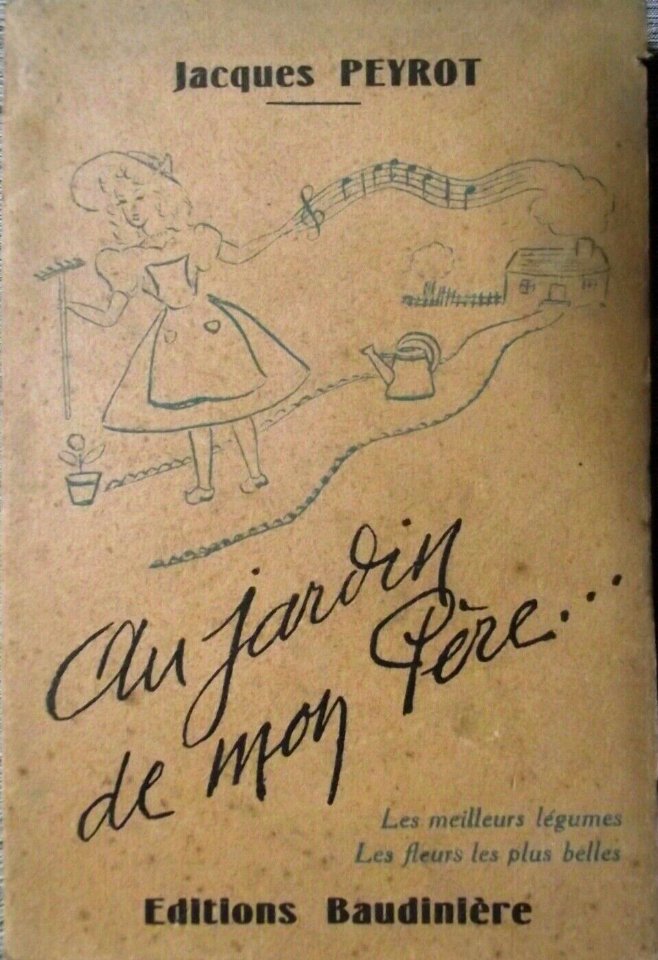 Jacques PEYROT
Au jardin
de mon Père...
Les meilleurs légumes
Les fleurs les plus belles
Editions Baudinière